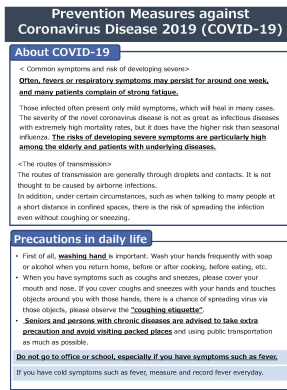 Prevention Measures against
Coronavirus Disease 2019 (COVID-19)
About COVID-19
< Common symptoms and risk of developing severe>
Often, fevers or respiratory symptoms may persist for around one week,
and many patients complain of strong fatigue.
Those infected often present only mild symptoms, which will heal in many cases.
The severity of the novel coronavirus disease is not as great as infectious diseases
with extremely high mortality rates, but it does have the higher risk than seasonal
influenza. The risks of developing severe symptoms are particularly high
among the elderly and patients with underlying diseases.
<The routes of transmission>
The routes of transmission are generally through droplets and contacts. It is not
thought to be caused by airborne infections.
In addition, under certain circumstances, such as when talking to many people at
a short distance in confined spaces, there is the risk of spreading the infection
even without coughing or sneezing.
Precautions in daily life
• First of all, washing hand is important. Wash your hands frequently with soap
or alcohol when you return home, before or after cooking, before eating, etc.
• When you have symptoms such as coughs and sneezes, please cover your
mouth and nose. If you cover coughs and sneezes with your hands and touches
objects around you with those hands, there is a chance of spreading virus via
those objects, please observe the "coughing etiquette".
• Seniors and persons with chronic diseases are advised to take extra
precaution and avoid visiting packed places and using public transportation
as much as possible.
Do not go to office or school, especially if you have symptoms such as fever.
If you have cold symptoms such as fever, measure and record fever everyday.